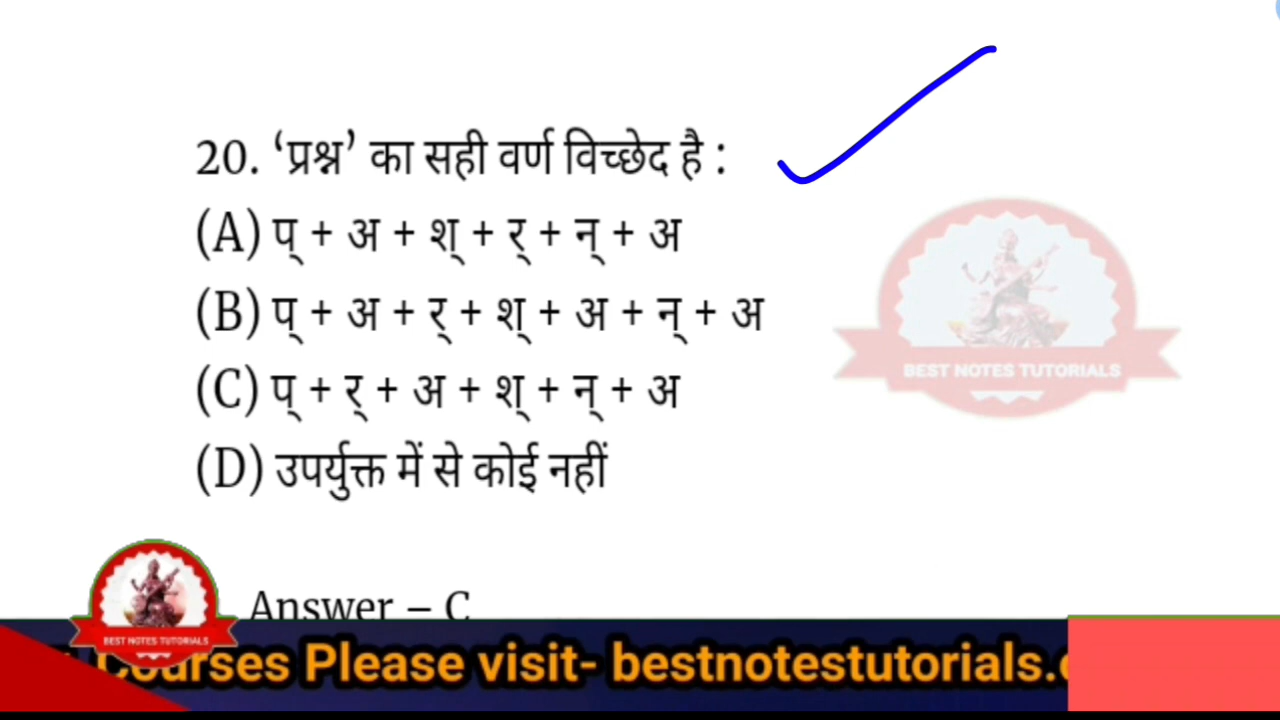 20. ‘प्रश्न’ का सही वर्ण विच्छेद है :
(A) प् + अ + श् + र् + न् + अ
(B) प् + अ + र् + श् + अ + न् + अ
(C) प् + र् + अ + श् + न् + अ
(D) उपर्युक्त में से कोई नहीं
BEST NOTES TUTORIALS
Answer – C
BEST NOTES TUTORIALS
Courses Please visit- bestnotestutorials.